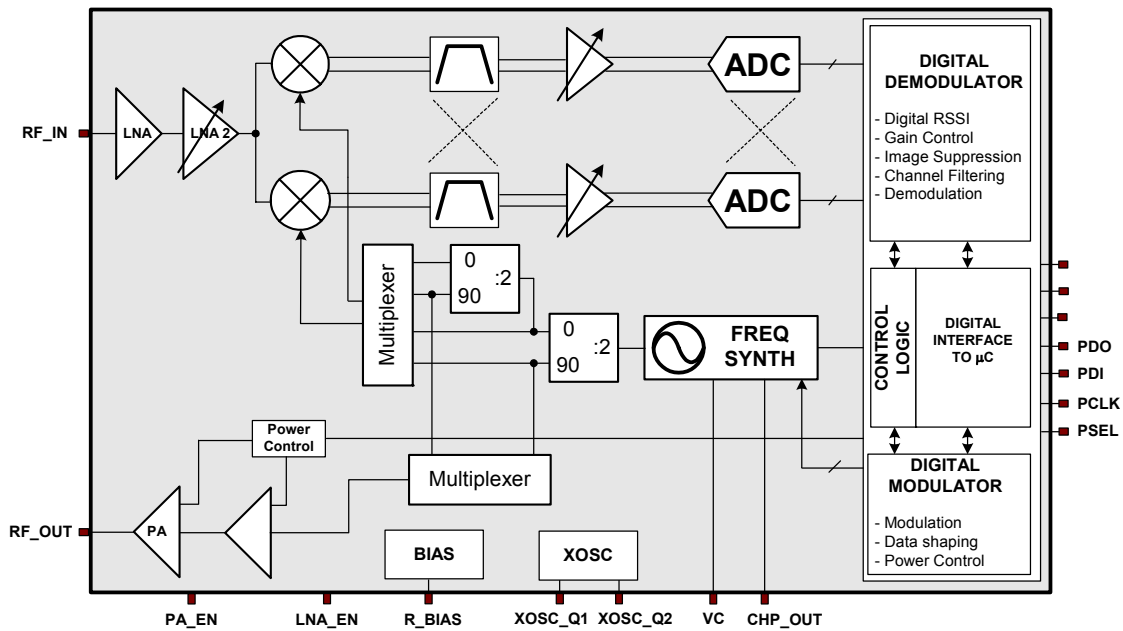 RF_IN
LNA
LNA 2
ADC
ADC
DIGITAL
DEMODULATOR
- Digital RSSI
- Gain Control
- Image Suppression
- Channel Filtering
- Demodulation
Multiplexer
0
:2
90
0
:2
90
FREQ
SYNTH
CONTROL
LOGIC
DIGITAL
INTERFACE
TO µC
PDO
PDI
PCLK
PSEL
Power
Control
Multiplexer
DIGITAL
MODULATOR
- Modulation
- Data shaping
- Power Control
RF_OUT
PA
BIAS
XOSC
PA_EN
LNA_EN
R_BIAS
XOSC_Q1
XOSC_Q2
VC
CHP_OUT